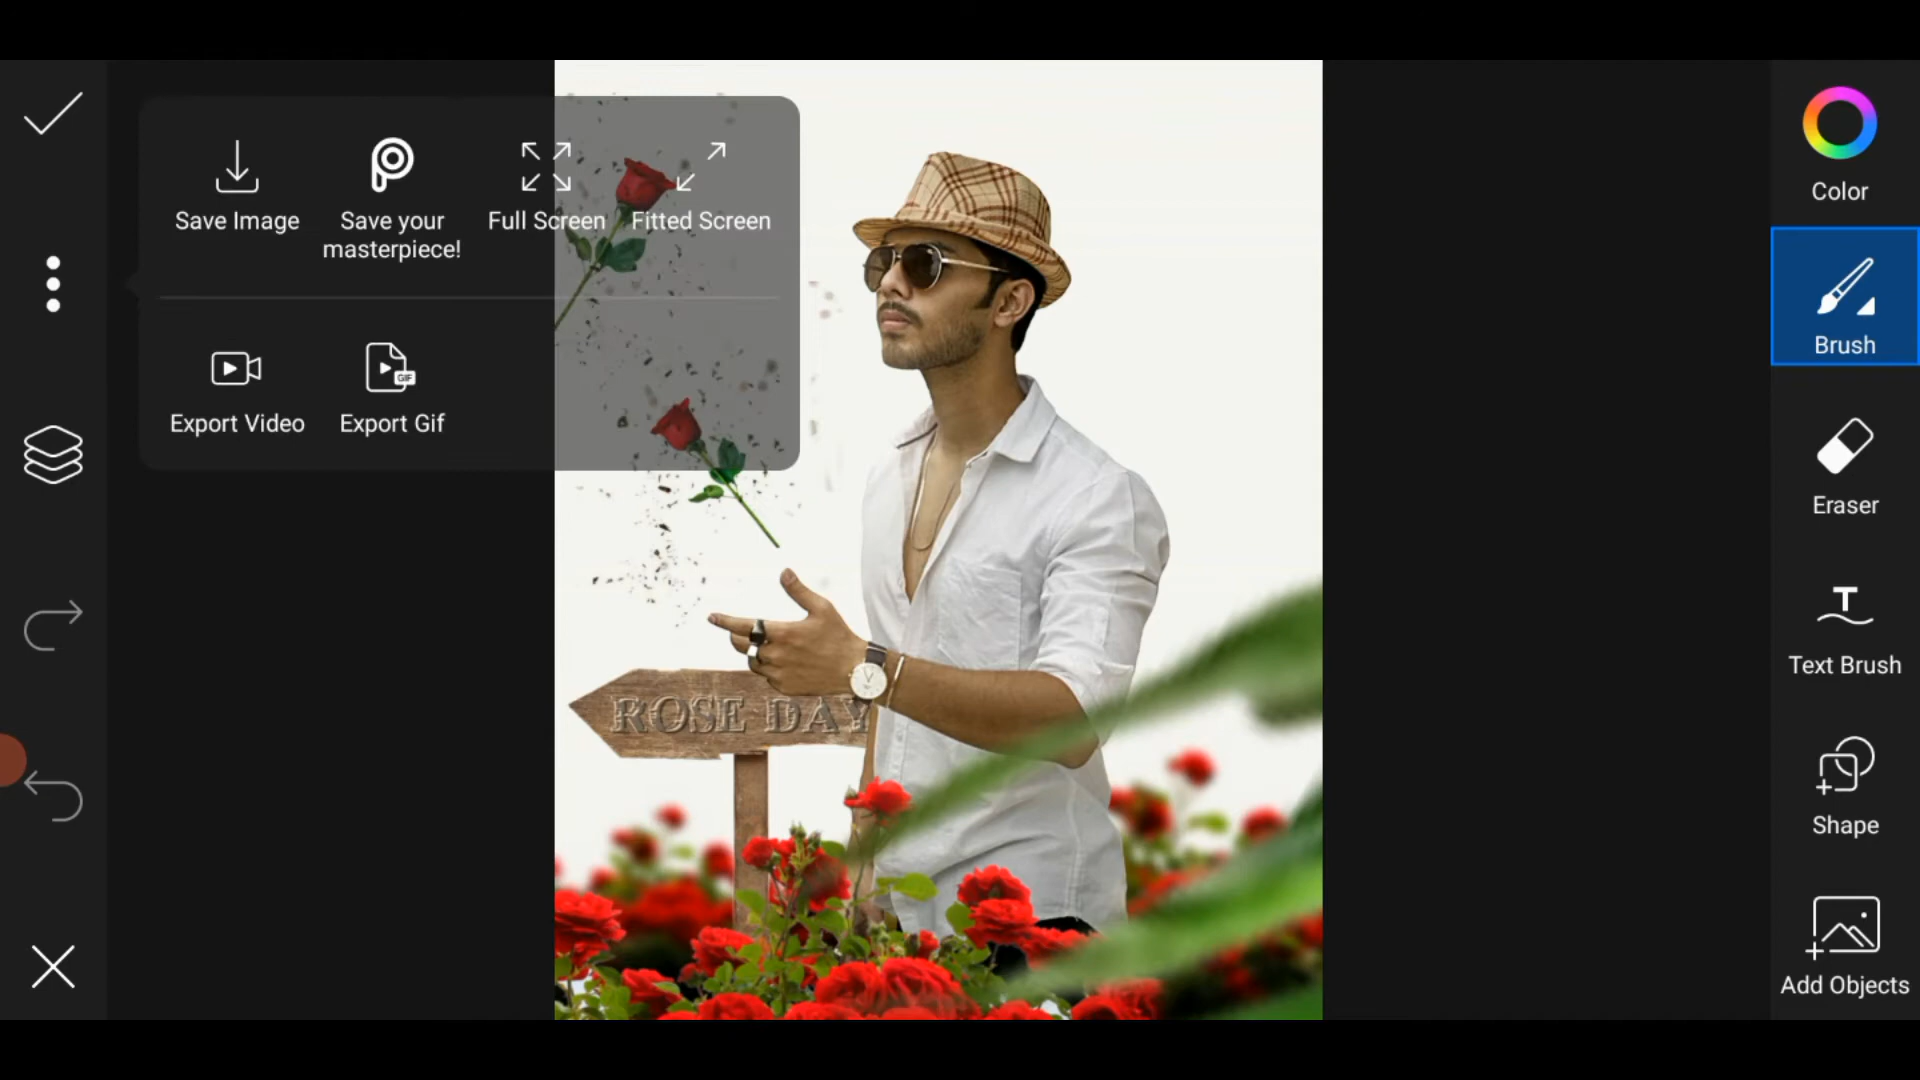 Save Image
Save your
masterpiece!
Full Screen
Fitted Screen
Export Video
GIF
Export Gif
Color
Brush
Eraser
T
Text Brush
Shape
Add Objects
ROSE DAY